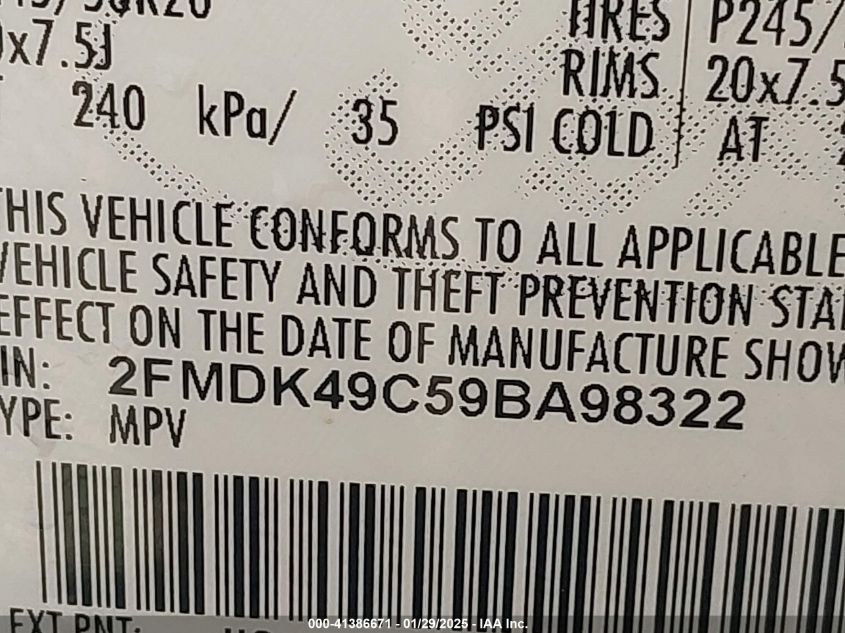 TIRES P245/
x7.5J RIMS 20x7.5
240 kPa/ 35 PSI COLD AT
THIS VEHICLE CONFORMS TO ALL APPLICABLE
VEHICLE SAFETY AND THEFT PREVENTION STA
EFFECT ON THE DATE OF MANUFACTURE SHOW
IN: 2FMDK49C59BA98322
YPE: MPV
EXT PNT:
000-41386671 - 01/29/2025 - IAA Inc.